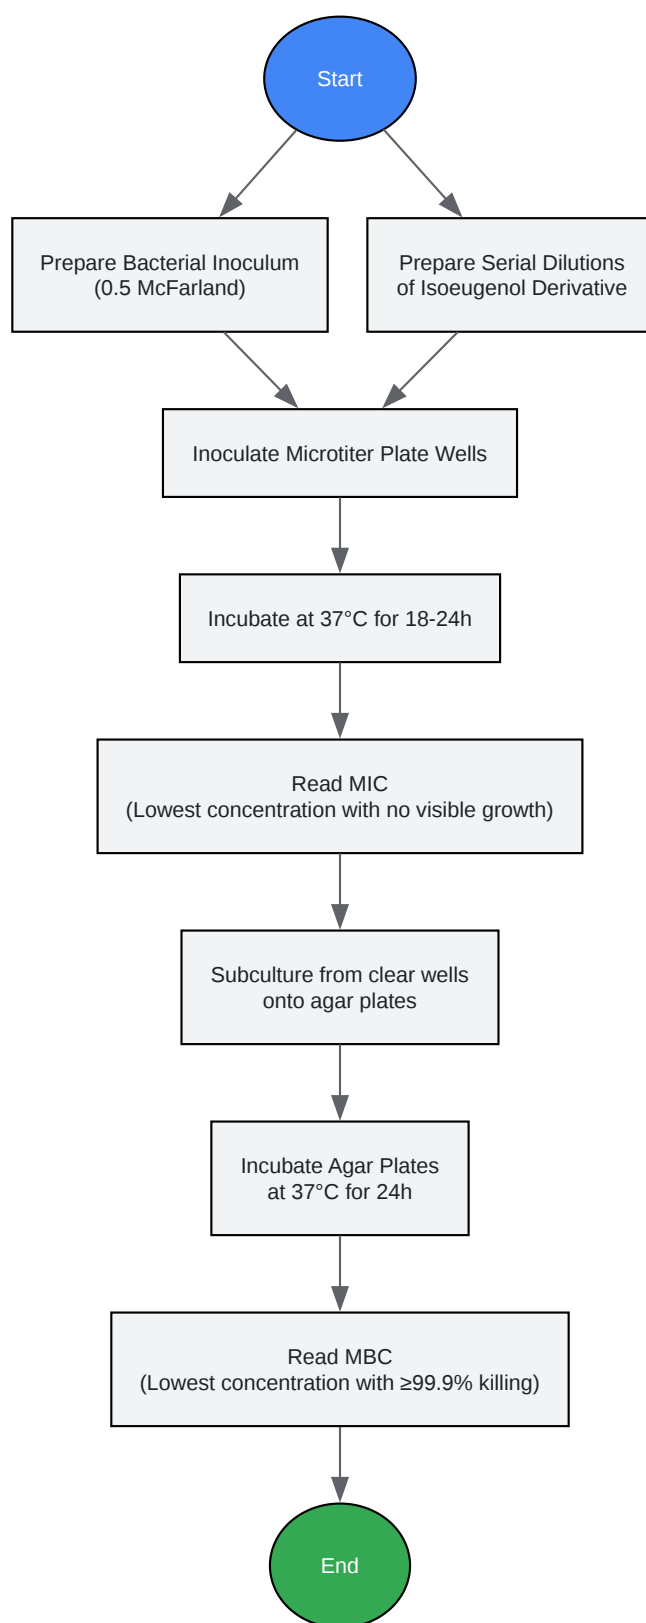 Start
Prepare Bacterial Inoculum
(0.5 McFarland)
Prepare Serial Dilutions
of Isoeugenol Derivative
Inoculate Microtiter Plate Wells
Incubate at 37°C for 18-24h
Read MIC
(Lowest concentration with no visible growth)
Subculture from clear wells
onto agar plates
Incubate Agar Plates
at 37°C for 24h
Read MBC
(Lowest concentration with ≥99.9% killing)
End